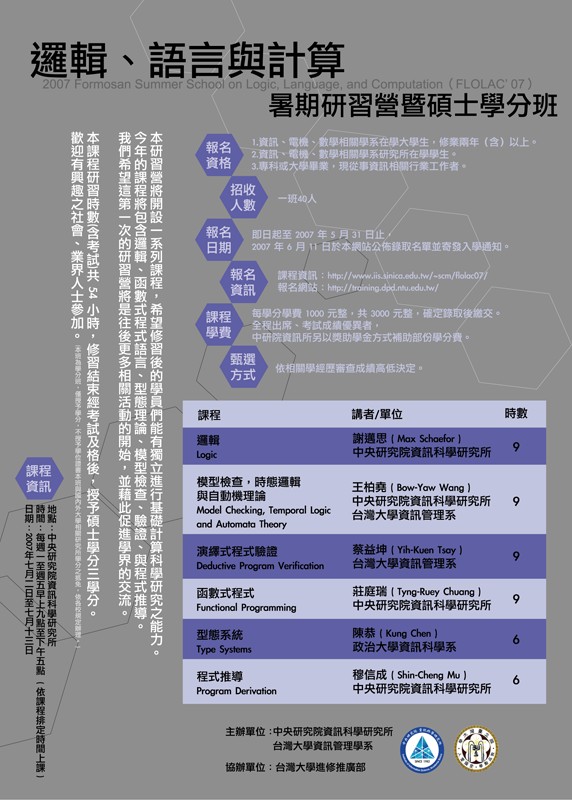 邏輯、語言與計算
2007 Formosan Summer School on Logic, Language, and Computation（FLOLAC' 07）
暑期研習營暨碩士學分班
本研習營將開設一系列課程，希望修習後的學員們能有獨立進行基礎計算科學研究之能力。
今年的課程將包含邏輯、函數式程式語言、型態理論、模型檢查、驗證、與程式推導。
我們希望這第一次的研習營將是往後更多相關活動的開始，並藉此促進學界的交流。
本課程研習時數(含考試)共 54 小時，修習結束經考試及格後，授予碩士學分三學分。
歡迎有興趣之社會、業界人士參加。
報名
資格
1.資訊、電機、數學相關學系在學大學生，修業兩年（含）以上。
2.資訊、電機、數學相關學系研究所在學學生。
3.專科或大學畢業，現從事資訊相關行業工作者。
招收
人數
一班40人
報名
日期
即日起至 2007 年 5 月 31 日止，
2007 年 6 月 11 日於本網站公佈錄取名單並寄發入學通知。
報名
資訊
課程資訊：http://www.iis.sinica.edu.tw/~scm/flolac07/
報名網站：http://training.dpd.ntu.edu.tw/
課程
學費
每學分學費 1000 元整，共 3000 元整，確定錄取後繳交。
全程出席、考試成績優異者，
中研院資訊所另以獎助學金方式補助部份學分費。
甄選
方式
依相關學經歷審查成績高低決定。
課程
資訊
地點：中央研究院資訊科學研究所
時間：每週一至週五早上九點至下午五點（依課程排定時間上課）
日期：2007年七月二日至七月十三日
課程 講者/單位 時數
邏輯 謝邁思 ( Max Schaefor )
Logic 中央研究院資訊科學研究所 9
模型檢查，時態邏輯 王柏堯 ( Bow-Yaw Wang )
與自動機理論 中央研究院資訊科學研究所 9
Model Checking, Temporal Logic 台灣大學資訊管理系
and Automata Theory
演繹式程式驗證 蔡益坤 ( Yih-Kuen Tsay ) 9
Deductive Program Verification 台灣大學資訊管理系
函數式程式 莊庭瑞 ( Tyng-Ruey Chuang )
Functional Programming 中央研究院資訊科學研究所 9
型態系統 陳恭 ( Kung Chen ) 6
Type Systems 政治大學資訊科學系
程式推導 穆信成 ( Shin-Cheng Mu ) 6
Program Derivation 中央研究院資訊科學研究所
主辦單位：中央研究院資訊科學研究所
台灣大學資訊管理學系
協辦單位：台灣大學進修推廣部